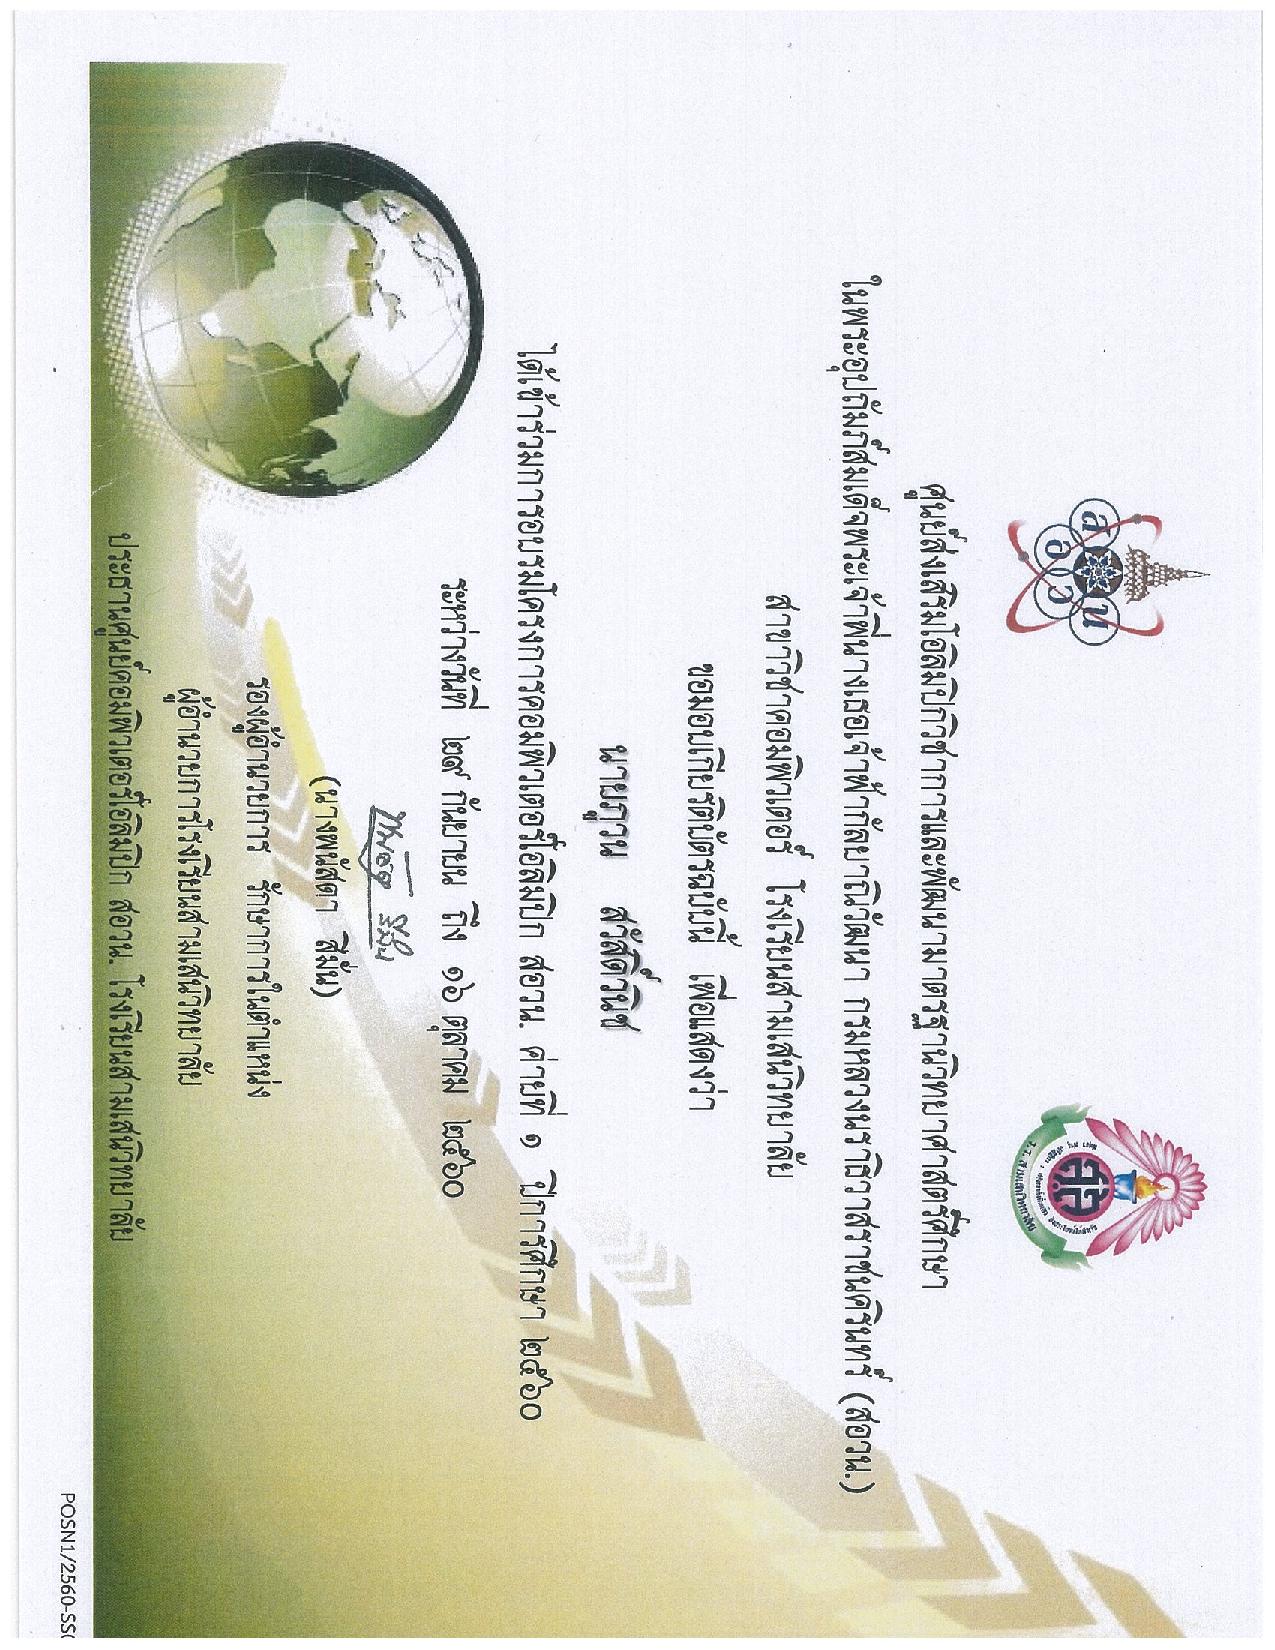 ส อ ว น
ร.ร. สามเสนวิทยาลัย
ศูนย์ส่งเสริมโอลิมปิกวิชาการและพัฒนามาตรฐานวิทยาศาสตร์ศึกษา
ในพระอุปถัมภ์สมเด็จพระเจ้าพี่นางเธอเจ้าฟ้ากัลยาณิวัฒนา กรมหลวงนราธิวาสราชนครินทร์ (สอวน.)
สาขาวิชาคอมพิวเตอร์ โรงเรียนสามเสนวิทยาลัย
ขอมอบเกียรติบัตรฉบับนี้ เพื่อแสดงว่า
นายภูวน สวัสดิ์วนิช
ได้เข้าร่วมการอบรมโครงการคอมพิวเตอร์โอลิมปิก สอวน. ค่ายที่ ๑ ปีการศึกษา ๒๕๖๐
ระหว่างวันที่ ๒๙ กันยายน ถึง ๑๖ ตุลาคม ๒๕๖๐
(นางพนัสดา สีมั่น)
รองผู้อำนวยการ รักษาการในตำแหน่ง
ผู้อำนวยการโรงเรียนสามเสนวิทยาลัย
ประธานศูนย์คอมพิวเตอร์โอลิมปิก สอวน. โรงเรียนสามเสนวิทยาลัย
POSN1/2560-SS